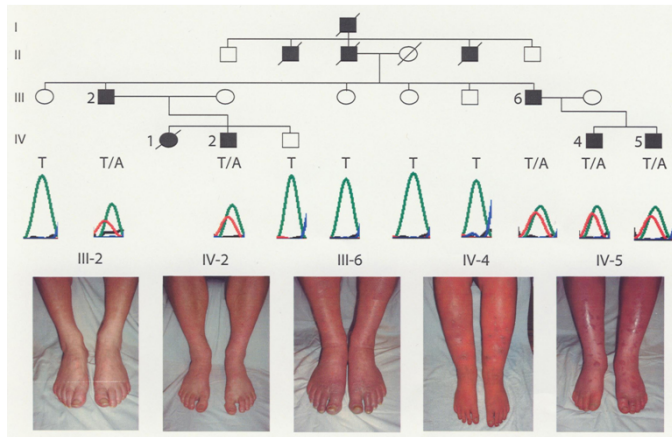 I
II
III 2 6
IV 1 2 4 5
T T/A T/A T T T T T/A T/A T/A
III-2 IV-2 III-6 IV-4 IV-5